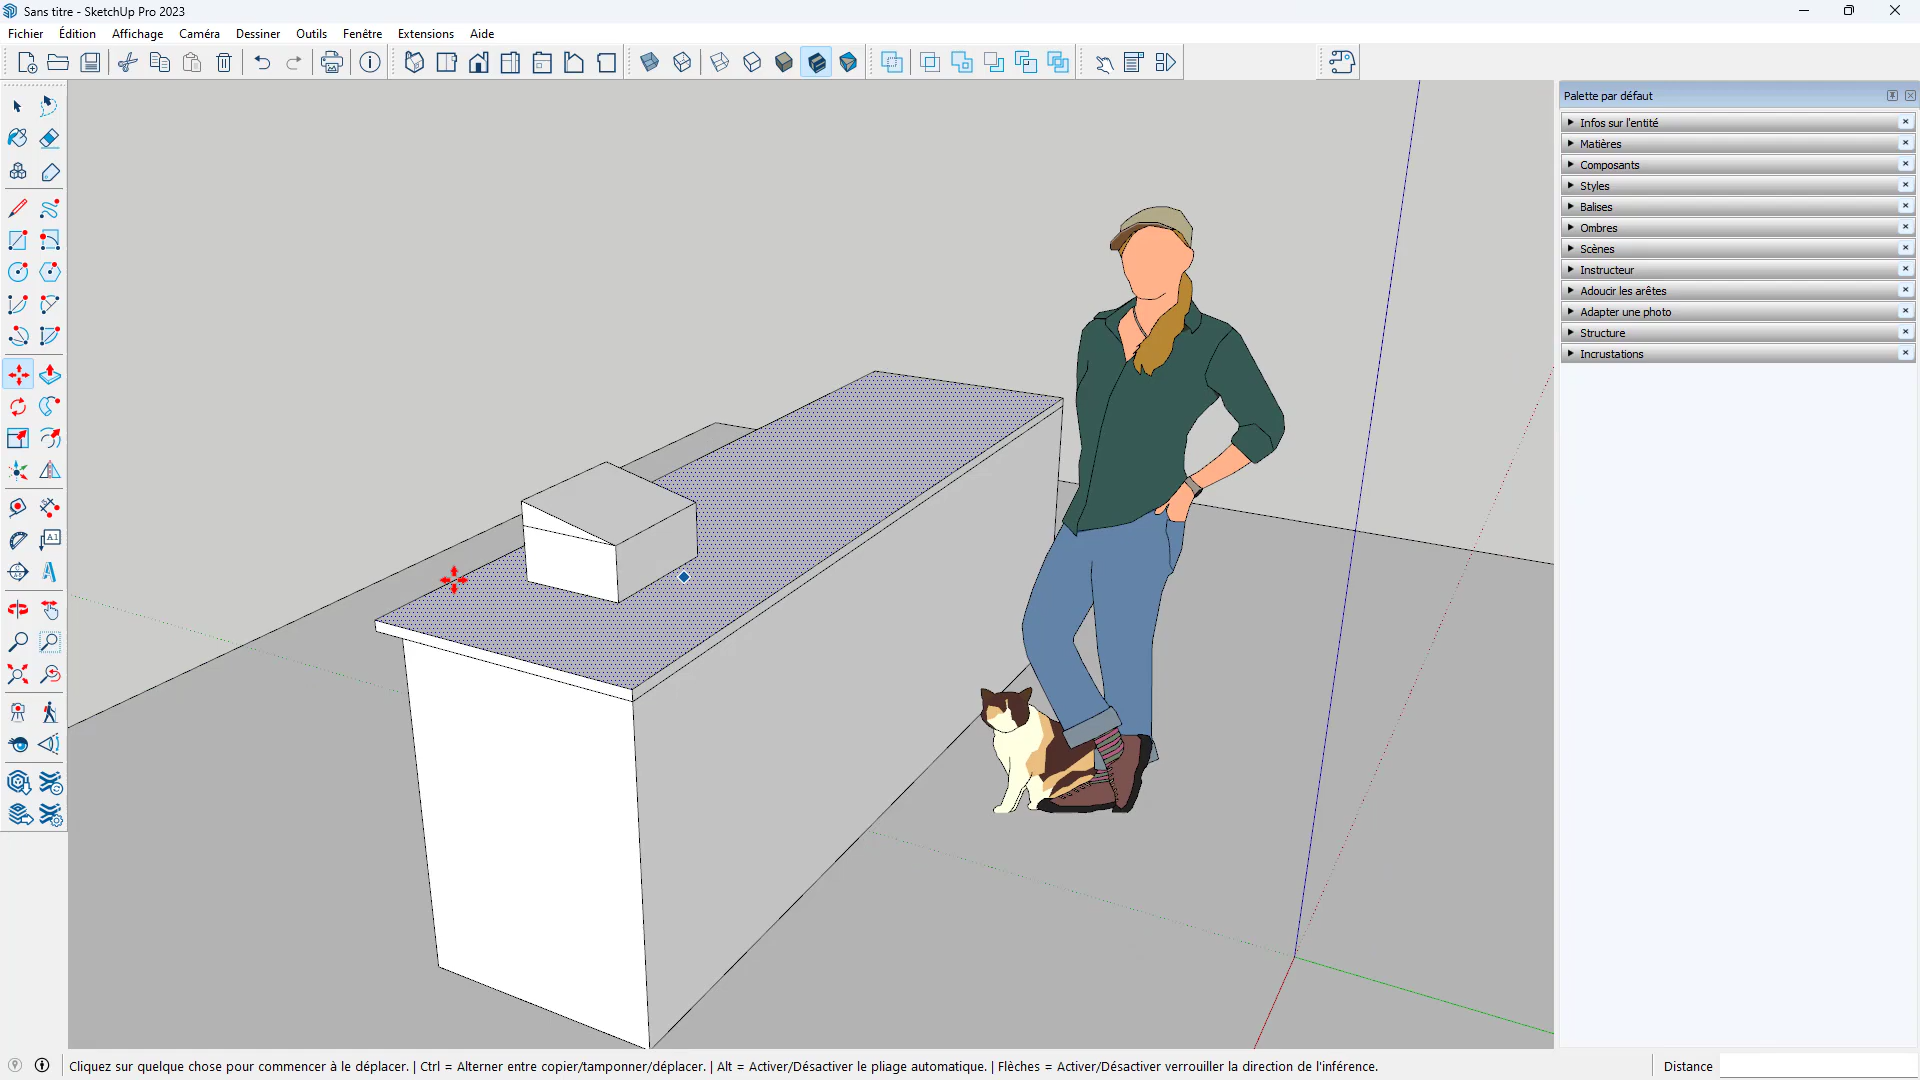 Sans titre - SketchUp Pro 2023
Fichier Édition Affichage Caméra Dessiner Outils Fenêtre Extensions Aide
Palette par défaut
Infos sur l'entité
Matières
Composants
Styles
Balises
Ombres
Scènes
Instructeur
Adoucir les arêtes
Adapter une photo
Structure
Incrustations
A1
Cliquez sur quelque chose pour commencer à le déplacer. | Ctrl = Alterner entre copier/tamponner/déplacer. | Alt = Activer/Désactiver le pliage automatique. | Flèches = Activer/Désactiver verrouiller la direction de l'inférence.
Distance